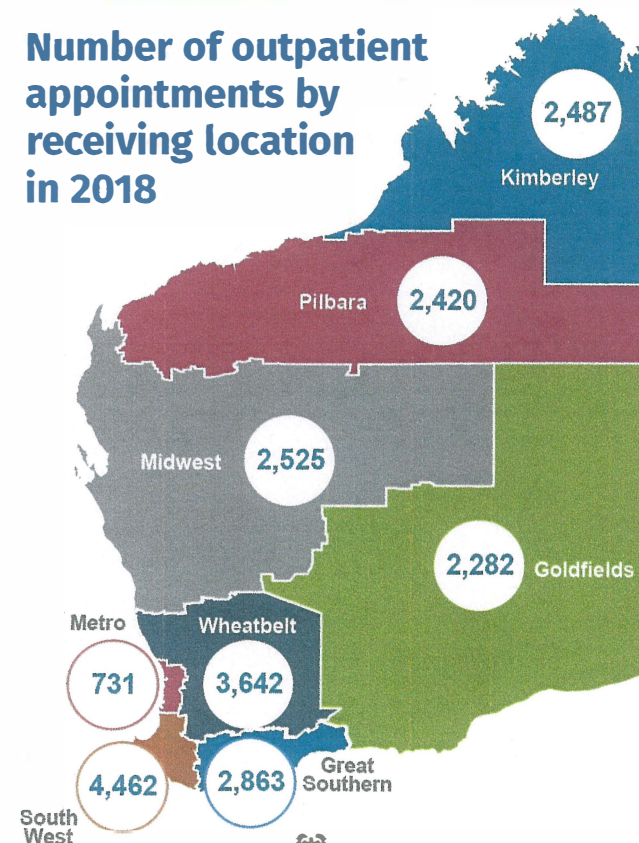 Number of outpatient
appointments by
receiving location
in 2018
2,487
Kimberley
Pilbara
2,420
Midwest
2,525
2,282
Goldfields
Metro
731
Wheatbelt
3,642
4,462
South
West
2,863
Great
Southern